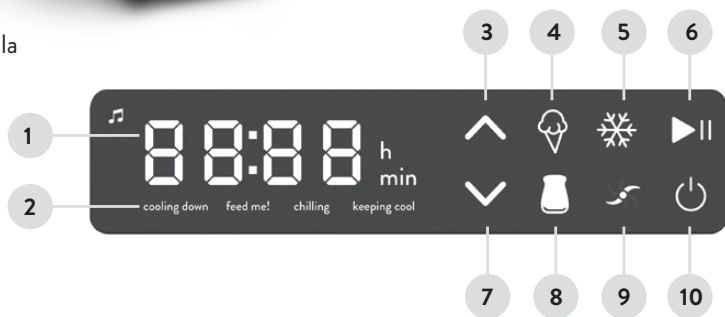 3 4 5 6
la
1
88:88
h
min
2
cooling down feed me! chilling keeping cool
7 8 9 10